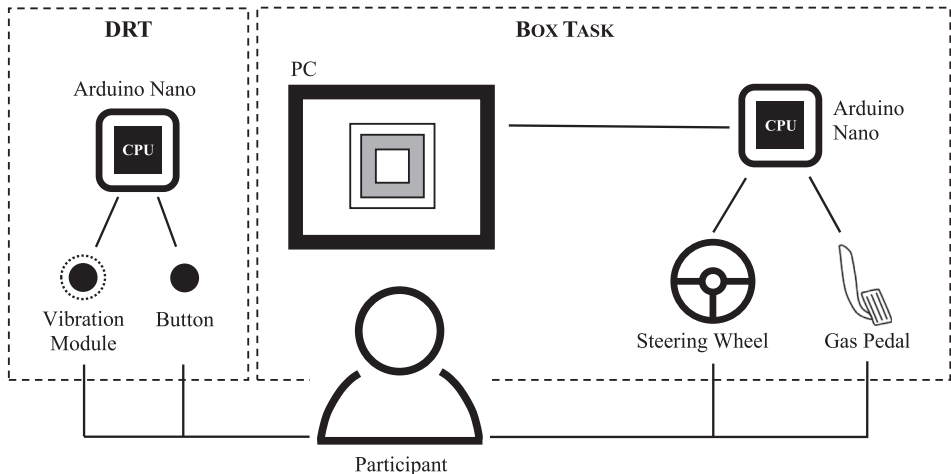 DRT
Arduino Nano
CPU
Vibration
Module
Button
BOX TASK
PC
CPU
Arduino
Nano
Steering Wheel
Gas Pedal
Participant